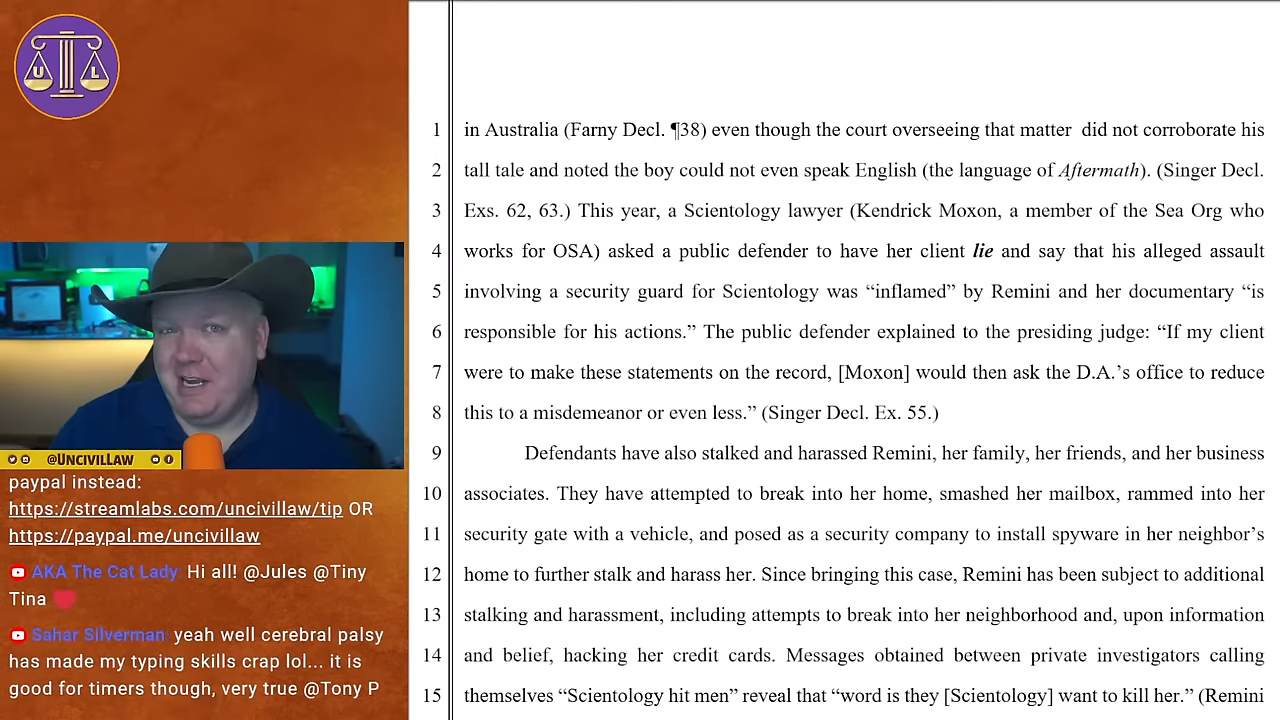 U L
@UNCIVILLAW
paypal instead:
https://streamlabs.com/uncivillaw/tip OR
https://paypal.me/uncivillaw
AKA The Cat Lady Hi all! @Jules @Tiny
Tina
Sahar Silverman yeah well cerebral palsy
has made my typing skills crap lol... it is
good for timers though, very true @Tony P
1 in Australia (Farny Decl. ¶38) even though the court overseeing that matter did not corroborate his
2 tall tale and noted the boy could not even speak English (the language of Aftermath). (Singer Decl.
3 Exs. 62, 63.) This year, a Scientology lawyer (Kendrick Moxon, a member of the Sea Org who
4 works for OSA) asked a public defender to have her client lie and say that his alleged assault
5 involving a security guard for Scientology was “inflamed” by Remini and her documentary “is
6 responsible for his actions.” The public defender explained to the presiding judge: “If my client
7 were to make these statements on the record, [Moxon] would then ask the D.A.’s office to reduce
8 this to a misdemeanor or even less.” (Singer Decl. Ex. 55.)
9 Defendants have also stalked and harassed Remini, her family, her friends, and her business
10 associates. They have attempted to break into her home, smashed her mailbox, rammed into her
11 security gate with a vehicle, and posed as a security company to install spyware in her neighbor’s
12 home to further stalk and harass her. Since bringing this case, Remini has been subject to additional
13 stalking and harassment, including attempts to break into her neighborhood and, upon information
14 and belief, hacking her credit cards. Messages obtained between private investigators calling
15 themselves “Scientology hit men” reveal that “word is they [Scientology] want to kill her.” (Remini